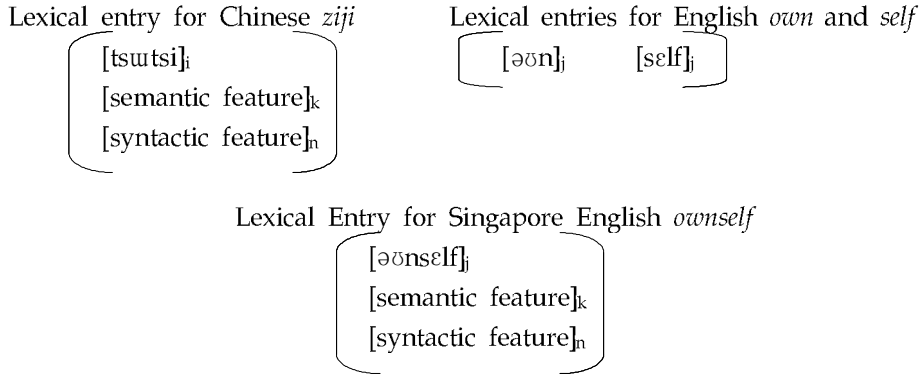 Lexical entry for Chinese ziji
Lexical entries for English own and self
[tsɯtsi]i
[semantic feature]k
[syntactic feature]n
[əʊn]j [sɛlf]j
Lexical Entry for Singapore English ownself
[əʊnsɛlf]j
[semantic feature]k
[syntactic feature]n